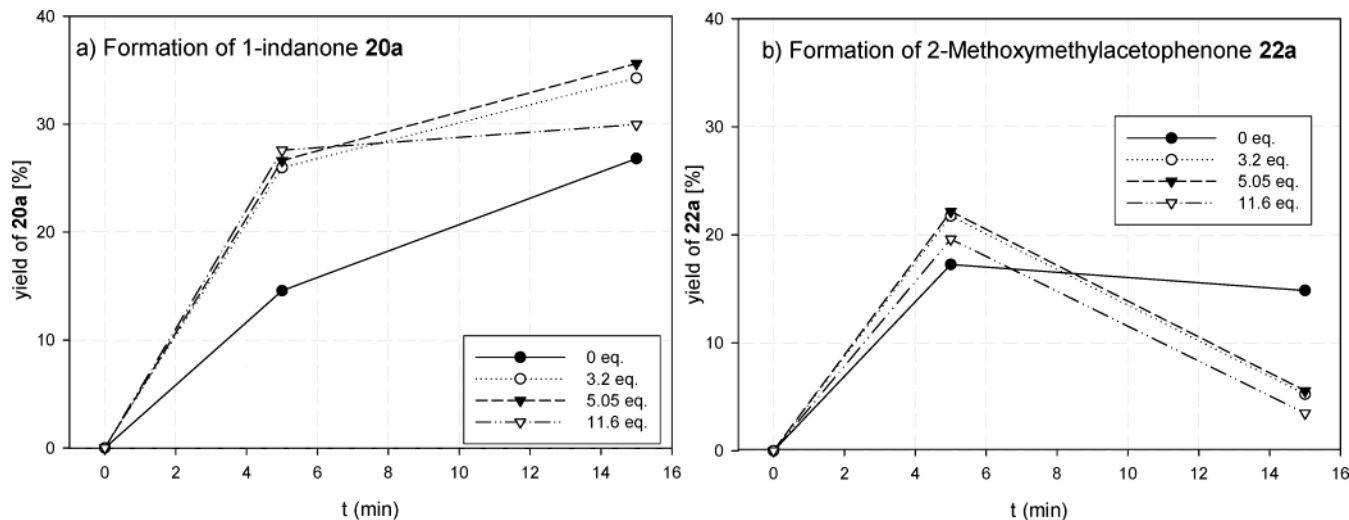 a) Formation of 1-indanone 20a
yield of 20a [%]
40
30
20
10
0
0 2 4 6 8 10 12 14 16
t (min)
0 eq.
3.2 eq.
5.05 eq.
11.6 eq.
b) Formation of 2-Methoxymethylacetophenone 22a
yield of 22a [%]
40
30
20
10
0
0 2 4 6 8 10 12 14 16
t (min)
0 eq.
3.2 eq.
5.05 eq.
11.6 eq.